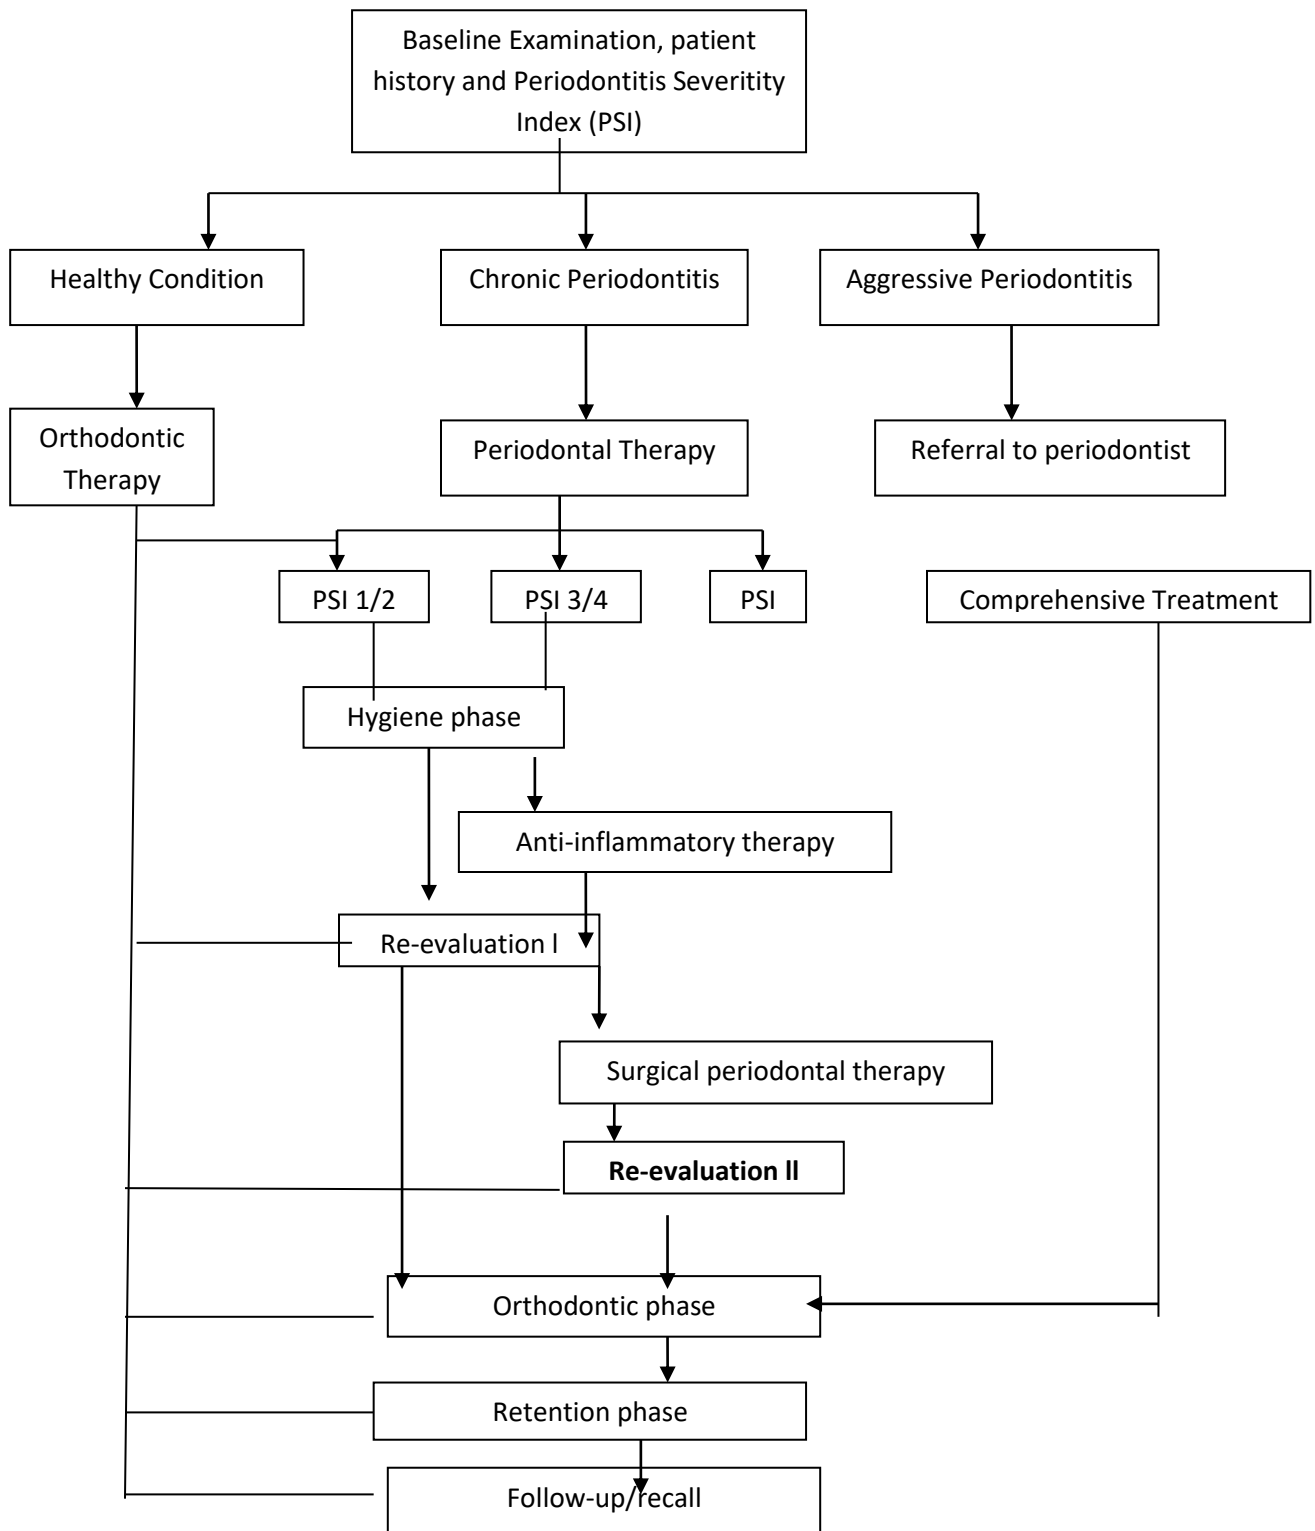 Baseline Examination, patient
history and Periodontitis Severitity
Index (PSI)
Healthy Condition
Chronic Periodontitis
Aggressive Periodontitis
Orthodontic
Therapy
Periodontal Therapy
Referral to periodontist
PSI 1/2
PSI 3/4
PSI
Comprehensive Treatment
Hygiene phase
Anti-inflammatory therapy
Re-evaluation l
Surgical periodontal therapy
Re-evaluation ll
Orthodontic phase
Retention phase
Follow-up/recall